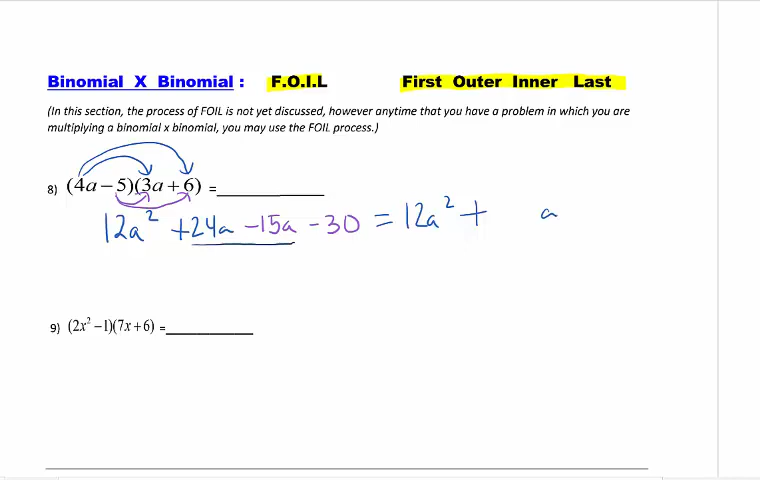 Binomial X Binomial : F.O.I.L First Outer Inner Last
(In this section, the process of FOIL is not yet discussed, however anytime that you have a problem in which you are
multiplying a binomial x binomial, you may use the FOIL process.)
8) (4a − 5)(3a + 6) = ____________
12a² + 24a − 15a − 30 = 12a² + a
9) (2x² − 1)(7x + 6) = ____________